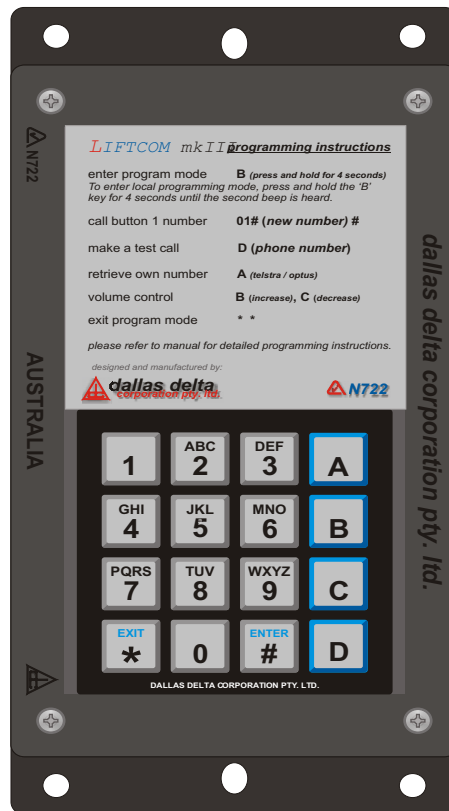 LIFTCOM mkIII programming instructions
enter program mode B (press and hold for 4 seconds)
To enter local programming mode, press and hold the ‘B’
key for 4 seconds until the second beep is heard.
call button 1 number 01# (new number) #
make a test call D (phone number)
retrieve own number A (telstra / optus)
volume control B (increase), C (decrease)
exit program mode * *
please refer to manual for detailed programming instructions.
designed and manufactured by:
dallas delta
corporation pty. ltd.
N722
N722
AUSTRALIA
dallas delta corporation pty. ltd.
1 ABC 2 DEF 3 A
GHI 4 JKL 5 MNO 6 B
PQRS 7 TUV 8 WXYZ 9 C
EXIT * 0 ENTER # D
DALLAS DELTA CORPORATION PTY. LTD.